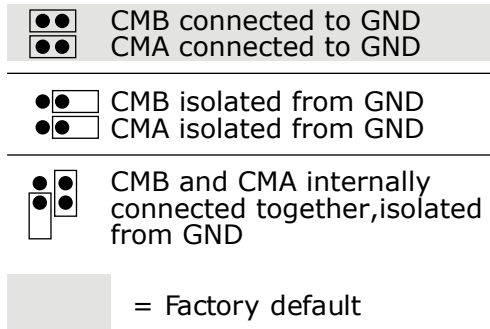 CMB connected to GND
CMA connected to GND
CMB isolated from GND
CMA isolated from GND
CMB and CMA internally
connected together,isolated
from GND
= Factory default